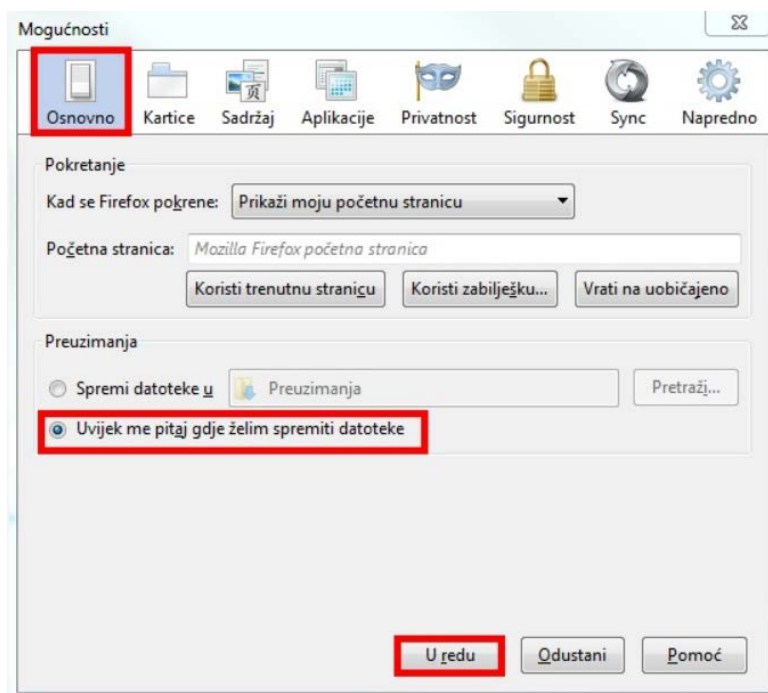 Mogućnosti
Osnovno Kartice Sadržaj Aplikacije Privatnost Sigurnost Sync Napredno
Pokretanje
Kad se Firefox pokrene: Prikaži moju početnu stranicu
Početna stranica: Mozilla Firefox početna stranica
Koristi trenutnu stranicu Koristi zabilješku... Vrati na uobičajeno
Preuzimanja
Spremi datoteke u Preuzimanja Pretraži...
Uvijek me pitaj gdje želim spremiti datoteke
U redu Odustani Pomoć